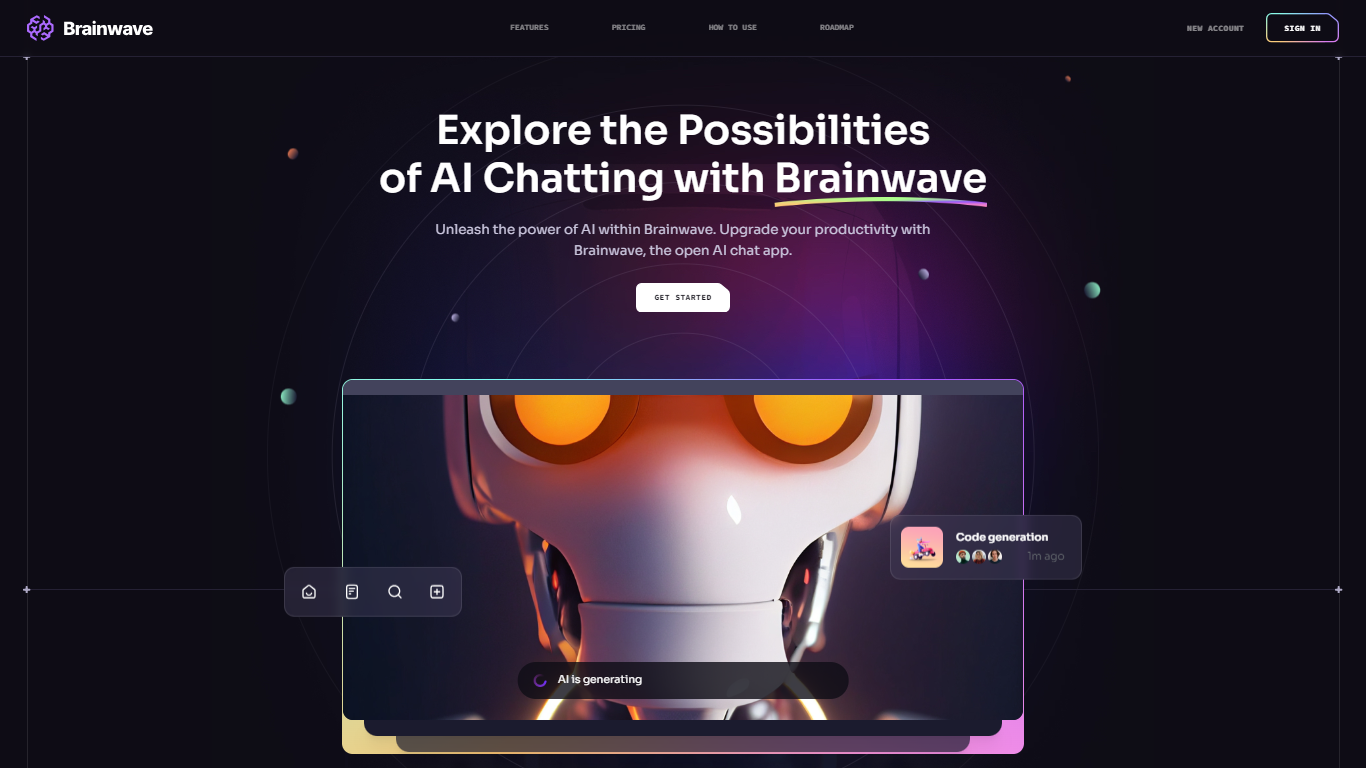 Brainwave
FEATURES
PRICING
HOW TO USE
ROADMAP
NEW ACCOUNT
SIGN IN
Explore the Possibilities
of AI Chatting with Brainwave
Unleash the power of AI within Brainwave. Upgrade your productivity with
Brainwave, the open AI chat app.
GET STARTED
Code generation
1m ago
AI is generating